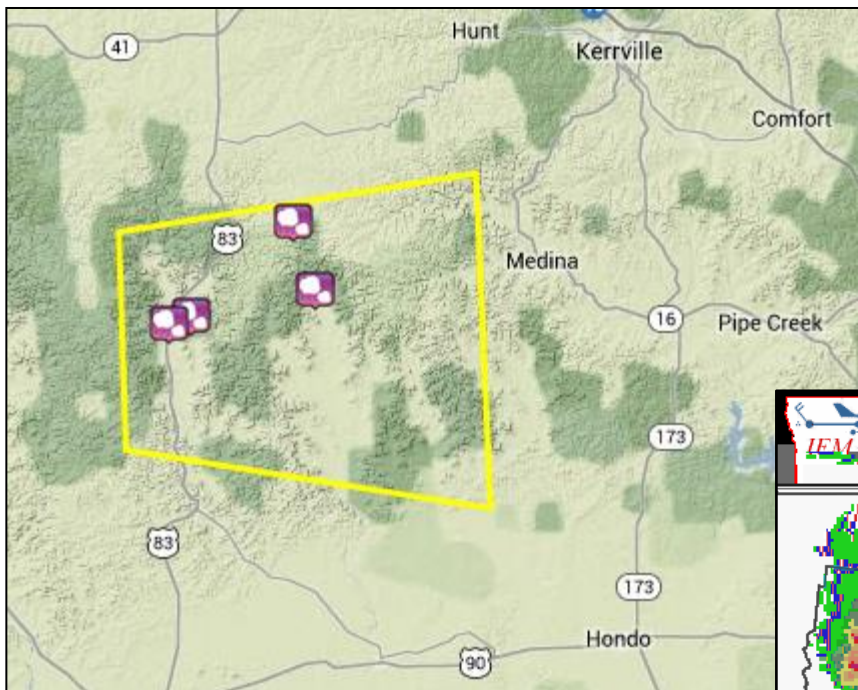 Hunt
41
Kerrville
Comfort
83
Medina
16
Pipe Creek
IEM
173
83
173
Hondo
90